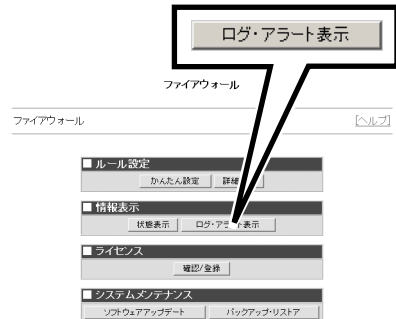 ログ・アラート表示
ファイアウォール
ファイアウォール
[ヘルプ]
■ ルール設定
かんたん設定
■ 情報表示
状態表示
ログ・アラート表示
■ ライセンス
確認/登録
■ システムメンテナンス
ソフトウェアアップデート
バックアップ・リストア